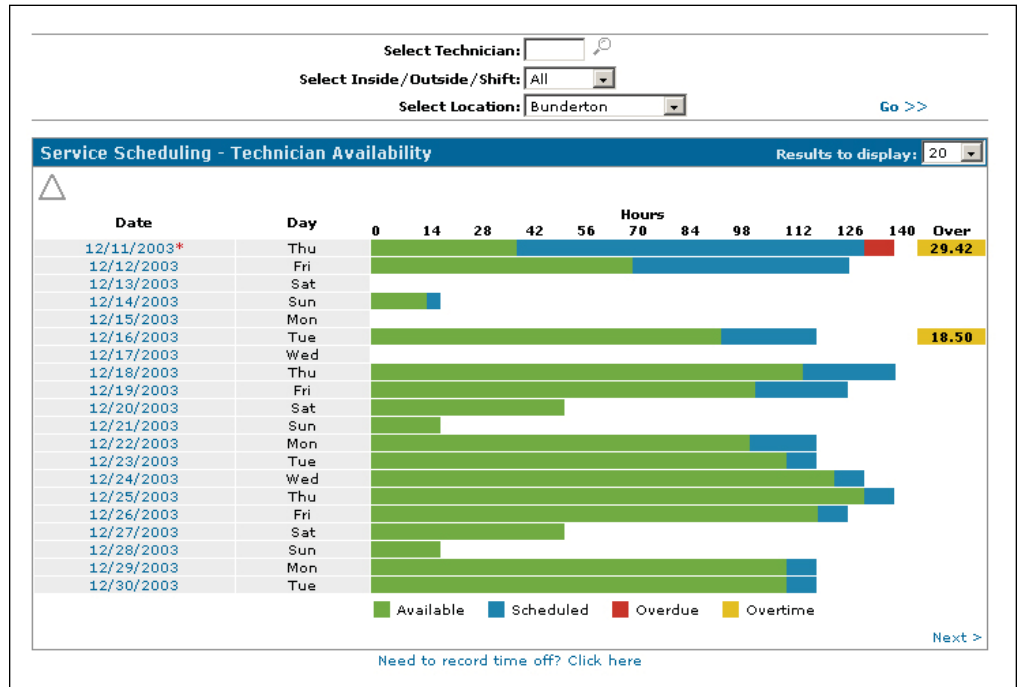 Select Technician:
Select Inside/Outside/Shift: All
Select Location: Bunderton
Go >>
Service Scheduling - Technician Availability
Results to display: 20
Hours
Date Day 0 14 28 42 56 70 84 98 112 126 140 Over
12/11/2003* Thu 29.42
12/12/2003 Fri
12/13/2003 Sat
12/14/2003 Sun
12/15/2003 Mon
12/16/2003 Tue 18.50
12/17/2003 Wed
12/18/2003 Thu
12/19/2003 Fri
12/20/2003 Sat
12/21/2003 Sun
12/22/2003 Mon
12/23/2003 Tue
12/24/2003 Wed
12/25/2003 Thu
12/26/2003 Fri
12/27/2003 Sat
12/28/2003 Sun
12/29/2003 Mon
12/30/2003 Tue
Available Scheduled Overdue Overtime
Next >
Need to record time off? Click here